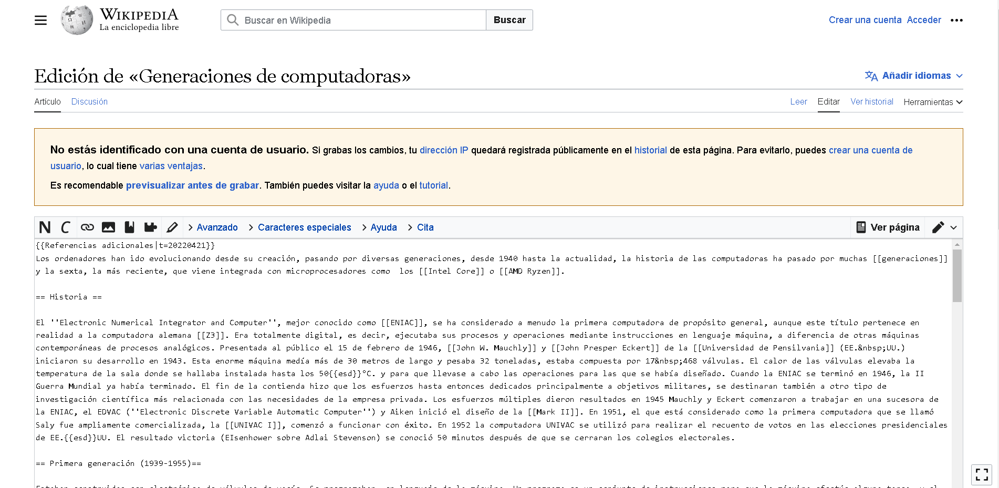 WIKIPEDIA
La enciclopedia libre
Buscar en Wikipedia
Buscar
Crear una cuenta Acceder
Edición de «Generaciones de computadoras»
Añadir idiomas
Artículo Discusión
Leer Editar Ver historial Herramientas
No estás identificado con una cuenta de usuario. Si grabas los cambios, tu dirección IP quedará registrada públicamente en el historial de esta página. Para evitarlo, puedes crear una cuenta de
usuario, lo cual tiene varias ventajas.
Es recomendable previsualizar antes de grabar. También puedes visitar la ayuda o el tutorial.
N C Avanzado Caracteres especiales Ayuda Cita Ver página
{{Referencias adicionales|t=20220421}}
Los ordenadores han ido evolucionando desde su creación, pasando por diversas generaciones, desde 1940 hasta la actualidad, la historia de las computadoras ha pasado por muchas [[generaciones]]
y la sexta, la más reciente, que viene integrada con microprocesadores como  los [[Intel Core]] o [[AMD Ryzen]].
== Historia ==
El ''Electronic Numerical Integrator and Computer'', mejor conocido como [[ENIAC]], se ha considerado a menudo la primera computadora de propósito general, aunque este título pertenece en
realidad a la computadora alemana [[Z3]]. Era totalmente digital, es decir, ejecutaba sus procesos y operaciones mediante instrucciones en lenguaje máquina, a diferencia de otras máquinas
contemporáneas de procesos analógicos. Presentada al público el 15 de febrero de 1946, [[John W. Mauchly]] y [[John Presper Eckert]] de la [[Universidad de Pensilvania]] (EE.&nbsp;UU.)
iniciaron su desarrollo en 1943. Esta enorme máquina medía más de 30 metros de largo y pesaba 32 toneladas, estaba compuesta por 17&nbsp;468 válvulas. El calor de las válvulas elevaba la
temperatura de la sala donde se hallaba instalada hasta los 50{{esd}}°C. y para que llevase a cabo las operaciones para las que se había diseñado. Cuando la ENIAC se terminó en 1946, la II
Guerra Mundial ya había terminado. El fin de la contienda hizo que los esfuerzos hasta entonces dedicados principalmente a objetivos militares, se destinaran también a otro tipo de
investigación científica más relacionada con las necesidades de la empresa privada. Los esfuerzos múltiples dieron resultados en 1945 Mauchly y Eckert comenzaron a trabajar en una sucesora de
la ENIAC, el EDVAC (''Electronic Discrete Variable Automatic Computer'') y Aiken inició el diseño de la [[Mark II]]. En 1951, el que está considerado como la primera computadora que se llamó
Saly fue ampliamente comercializada, la [[UNIVAC I]], comenzó a funcionar con éxito. En 1952 la computadora UNIVAC se utilizó para realizar el recuento de votos en las elecciones presidenciales
de EE.{{esd}}UU. El resultado victoria (EIsenhower sobre Adlai Stevenson) se conoció 50 minutos después de que se cerraran los colegios electorales.
== Primera generación (1939-1955)==